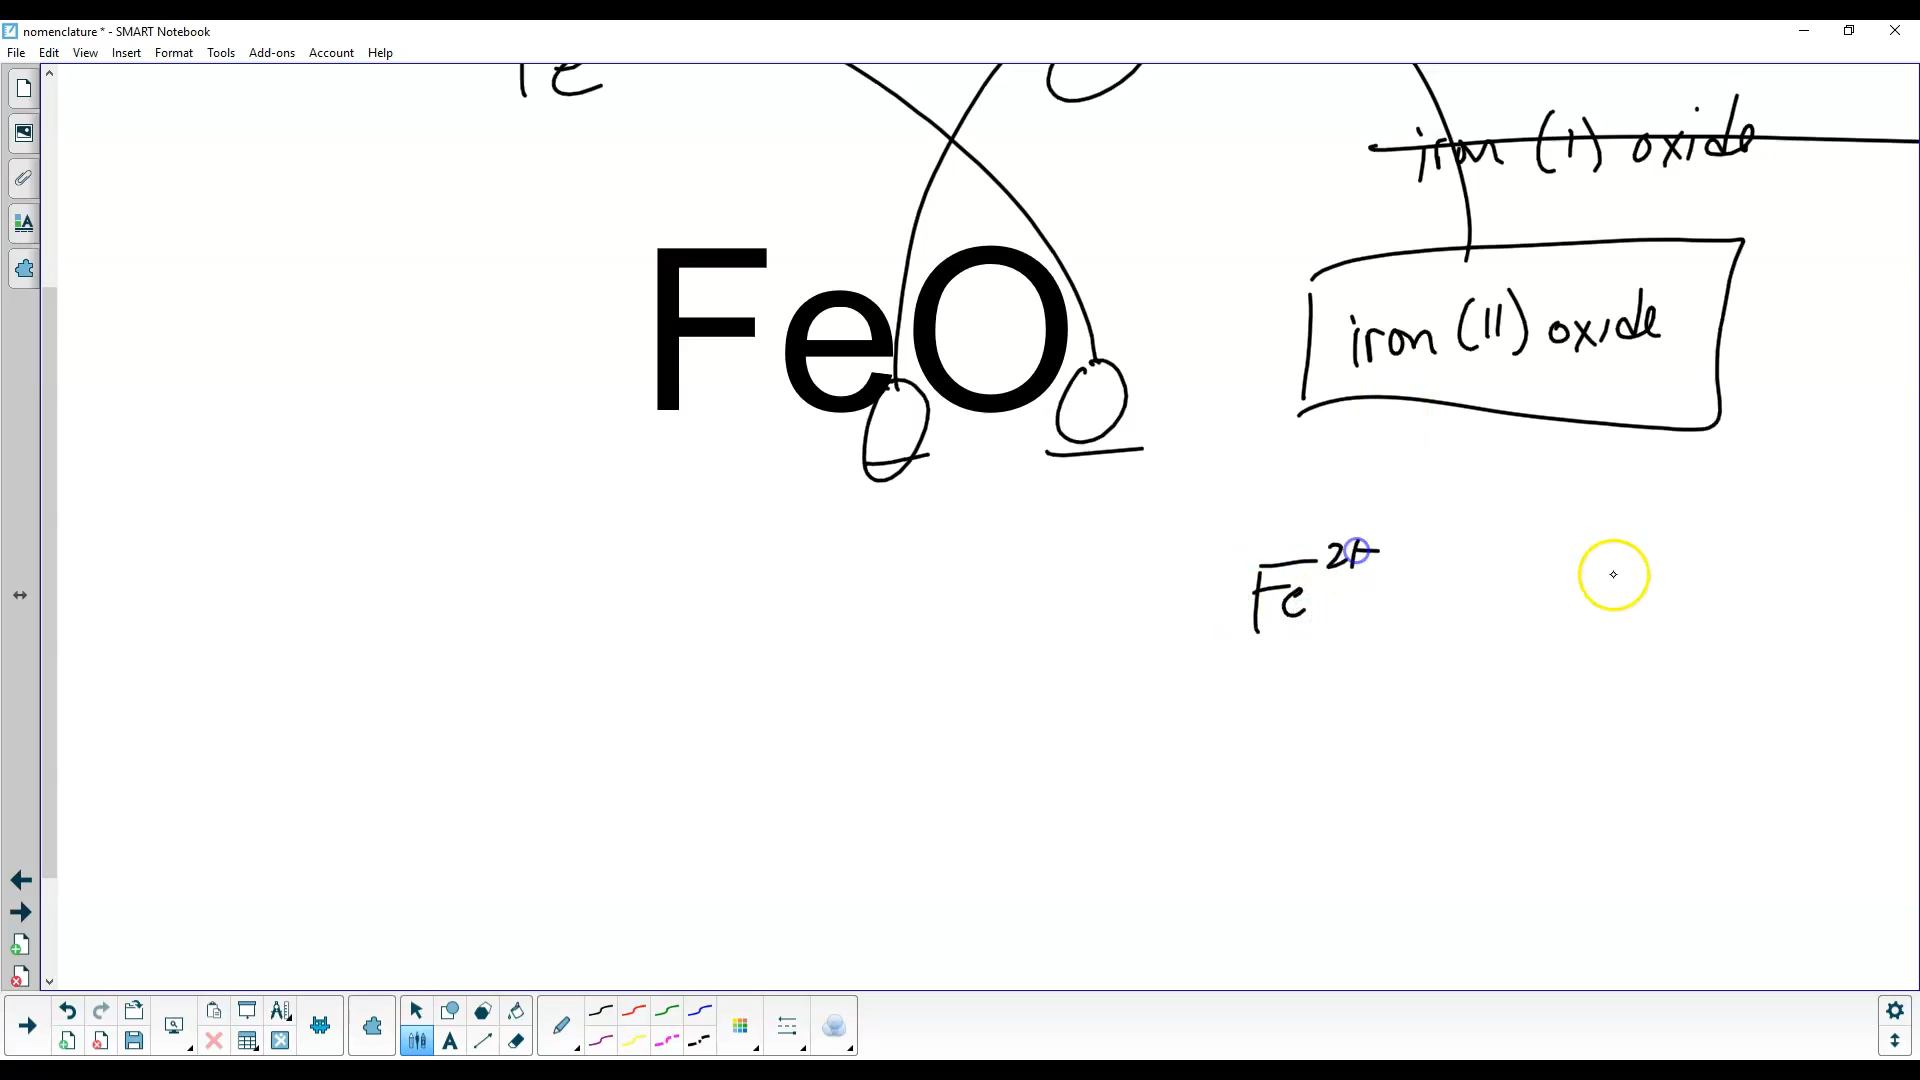 nomenclature * - SMART Notebook
File Edit View Insert Format Tools Add-ons Account Help
Fe
iron (I) oxide
FeO
iron (II) oxide
Fe 2+
A